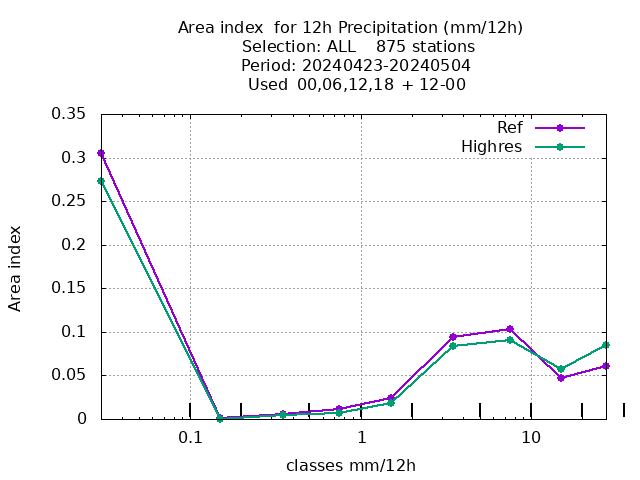 Area index  for 12h Precipitation (mm/12h)
Selection: ALL    875 stations
Period: 20240423-20240504
Used  00,06,12,18  + 12-00
Ref
Highres
0.35
0.3
0.25
0.2
0.15
0.1
0.05
0
Area index
0.1 1 10
classes mm/12h